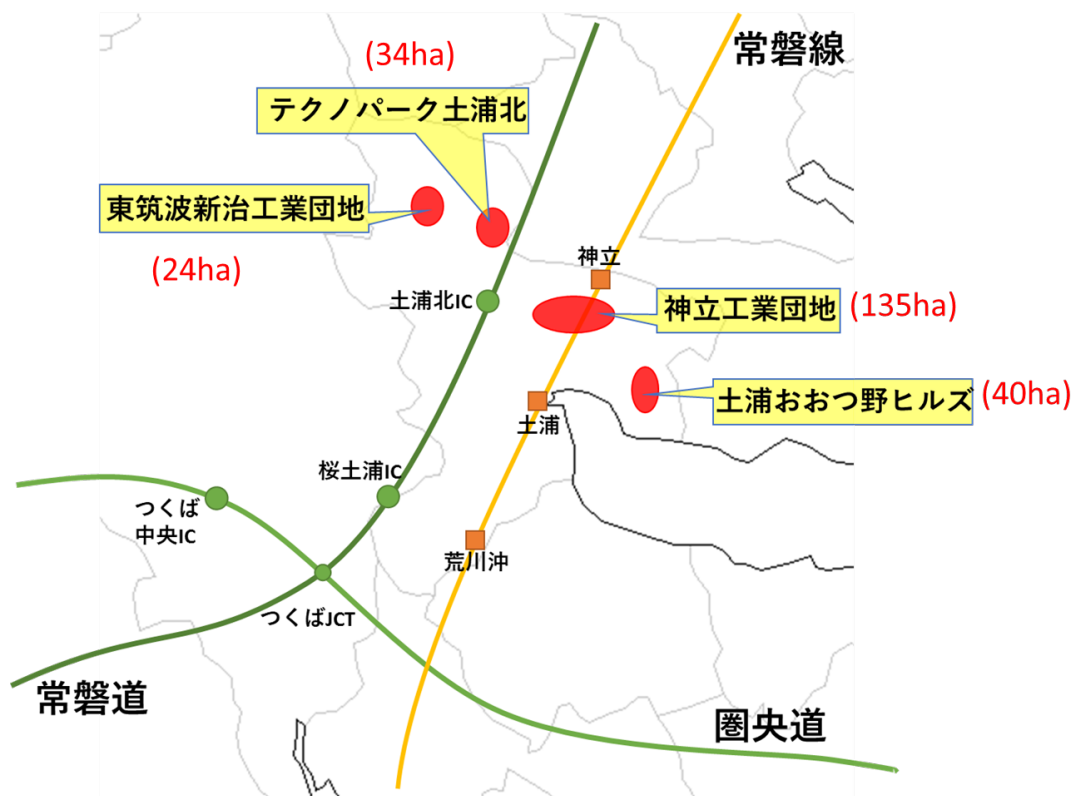 常磐線
(34ha)
テクノパーク土浦北
東筑波新治工業団地
(24ha)
神立
土浦北IC
神立工業団地
(135ha)
土浦おおつ野ヒルズ
(40ha)
土浦
桜土浦IC
つくば
中央IC
荒川沖
つくばJCT
常磐道
圏央道